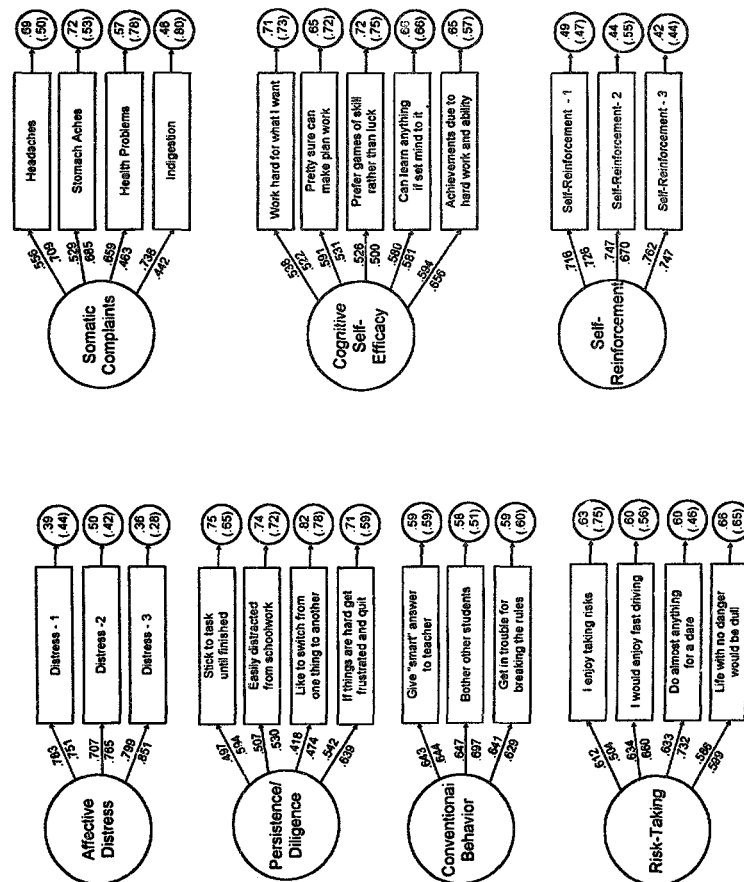 Affective
Distress
.783
.751
.707
.765
.799
.851
Distress - 1
Distress -2
Distress - 3
.39
(.44)
.50
(.42)
.36
(.28)
Somatic
Complaints
.556
.709
.529
.685
.659
.463
.738
.442
Headaches
Stomach Aches
Health Problems
Indigestion
.69
(.50)
.72
(.53)
.57
(.78)
.46
(.80)
Persistence/
Diligence
.497
.594
.507
.530
.418
.474
.542
.639
Stick to task
until finished
Easily distracted
from schoolwork
Like to switch from
one thing to another
If things are hard get
frustrated and quit
.75
(.65)
.74
(.72)
.82
(.78)
.71
(.59)
Cognitive
Self-
Efficacy
.538
.522
.591
.531
.526
.500
.580
.581
.594
.656
Work hard for what I want
Pretty sure can
make plan work
Prefer games of skill
rather than luck
Can learn anything
if set mind to it
Achievements due to
hard work and ability
.71
(.73)
.65
(.72)
.72
(.75)
.66
(.66)
.65
(.57)
Conventional
Behavior
.643
.644
.647
.697
.641
.629
Give "smart" answer
to teacher
Bother other students
Get in trouble for
breaking the rules
.59
(.59)
.58
(.51)
.59
(.60)
Risk-Taking
.612
.504
.634
.660
.633
.732
.586
.589
I enjoy taking risks
I would enjoy fast driving
Do almost anything
for a dare
Life with no danger
would be dull
.63
(.75)
.60
(.56)
.60
(.46)
.66
(.65)
Self-
Reinforcement
.716
.726
.747
.670
.762
.747
Self-Reinforcement - 1
Self-Reinforcement- 2
Self-Reinforcement - 3
.49
(.47)
.44
(.55)
.42
(.44)